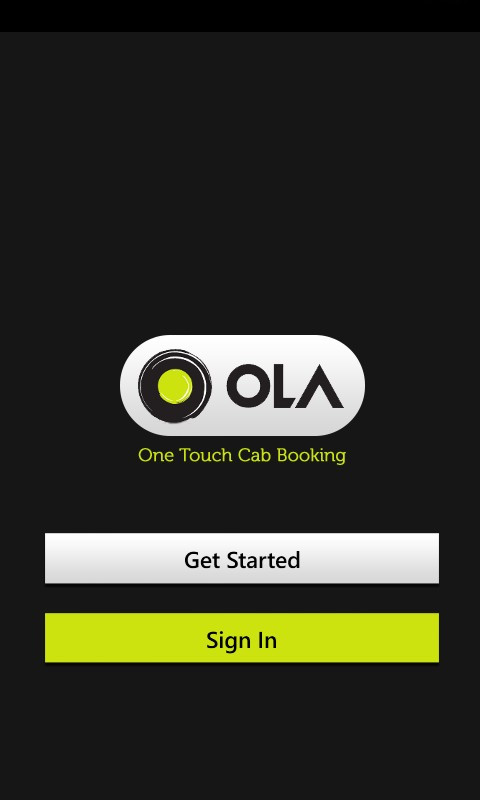 OLA
One Touch Cab Booking
Get Started
Sign In